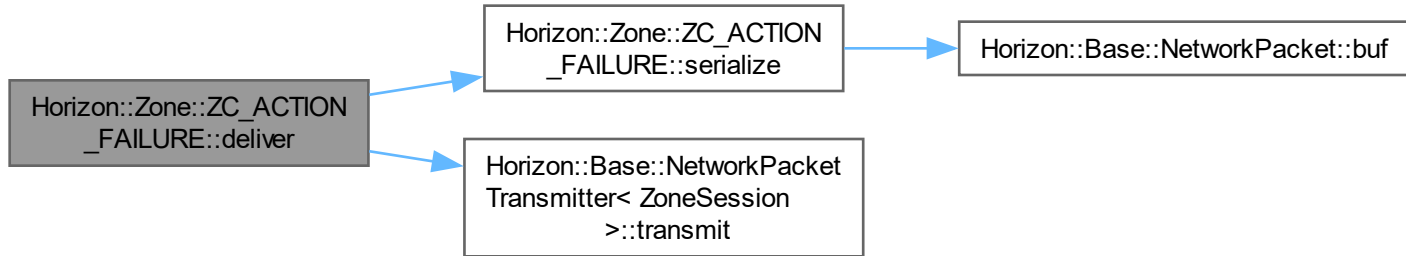 Horizon::Zone::ZC_ACTION
_FAILURE::deliver
Horizon::Zone::ZC_ACTION
_FAILURE::serialize
Horizon::Base::NetworkPacket::buf
Horizon::Base::NetworkPacket
Transmitter< ZoneSession
>::transmit